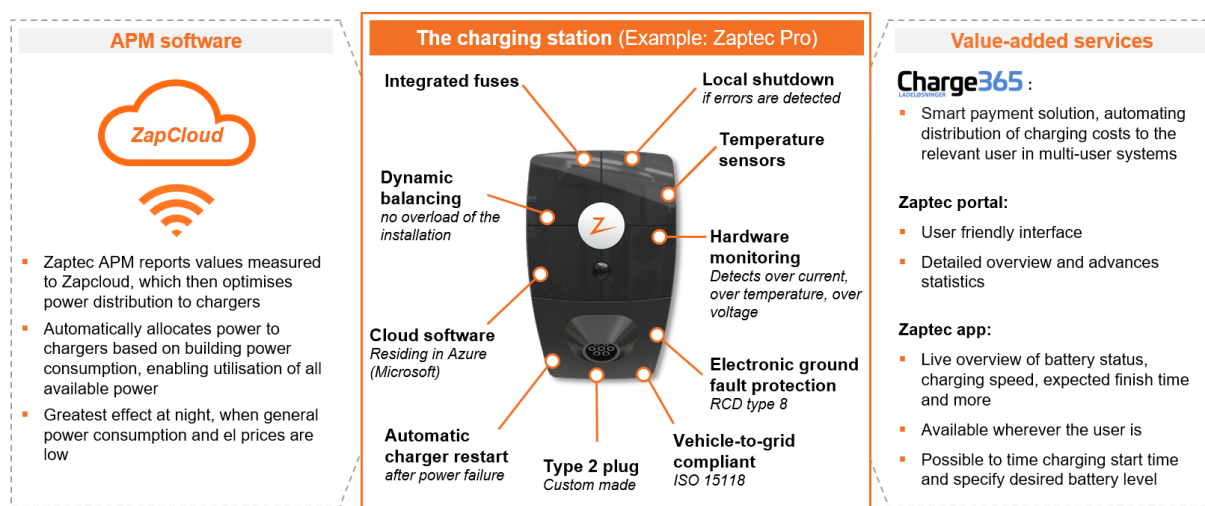 APM software
ZapCloud
Zaptec APM reports values measured
to Zapcloud, which then optimises
power distribution to chargers
Automatically allocates power to
chargers based on building power
consumption, enabling utilisation of all
available power
Greatest effect at night, when general
power consumption and el prices are
low
The charging station (Example: Zaptec Pro)
Integrated fuses
Local shutdown
if errors are detected
Temperature
sensors
Dynamic
balancing
no overload of the
installation
Hardware
monitoring
Detects over current,
over temperature, over
voltage
Cloud software
Residing in Azure
(Microsoft)
Electronic ground
fault protection
RCD type 8
Automatic
charger restart
after power failure
Type 2 plug
Custom made
Vehicle-to-grid
compliant
ISO 15118
Value-added services
Charge365 :
LADELØSNINGER
Smart payment solution, automating
distribution of charging costs to the
relevant user in multi-user systems
Zaptec portal:
User friendly interface
Detailed overview and advances
statistics
Zaptec app:
Live overview of battery status,
charging speed, expected finish time
and more
Available wherever the user is
Possible to time charging start time
and specify desired battery level